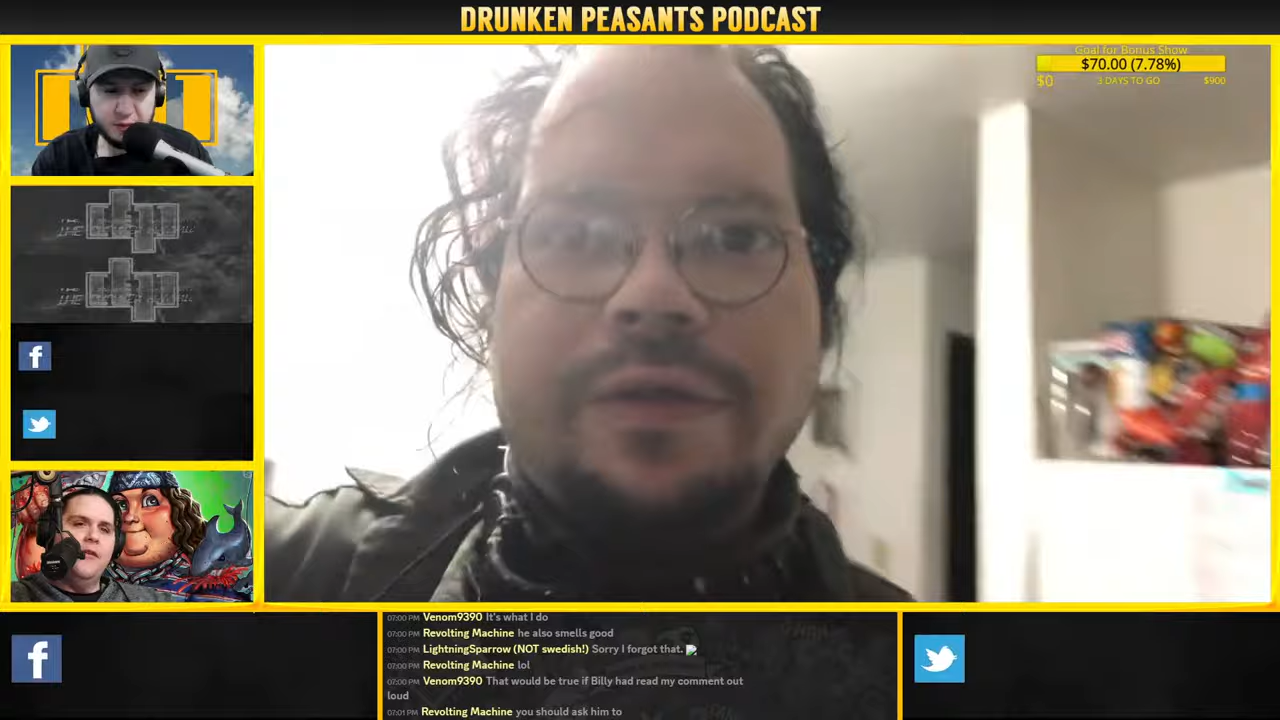 DRUNKEN PEASANTS PODCAST
Goal for Bonus Show
$70.00 (7.78%)
$0 3 DAYS TO GO $900
07:00 PM Venom9390 It's what I do
07:00 PM Revolting Machine he also smells good
07:00 PM LightningSparrow (NOT swedish!) Sorry I forgot that.
07:00 PM Revolting Machine lol
07:00 PM Venom9390 That would be true if Billy had read my comment out
loud
07:01 PM Revolting Machine you should ask him to